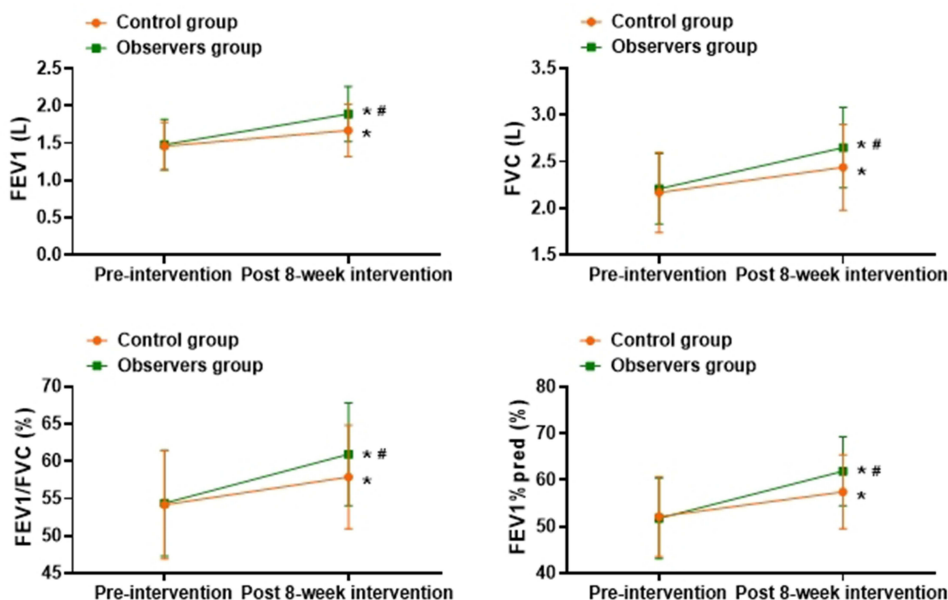 Control group
Observers group
FEV1 (L)
2.5
2.0
1.5
1.0
0.5
0.0
* #
*
Pre-intervention Post 8-week intervention
Control group
Observers group
FVC (L)
3.5
3.0
2.5
2.0
1.5
* #
*
Pre-intervention Post 8-week intervention
Control group
Observers group
FEV1/FVC (%)
70
65
60
55
50
45
* #
*
Pre-intervention Post 8-week intervention
Control group
Observers group
FEV1% pred (%)
80
70
60
50
40
* #
*
Pre-intervention Post 8-week intervention